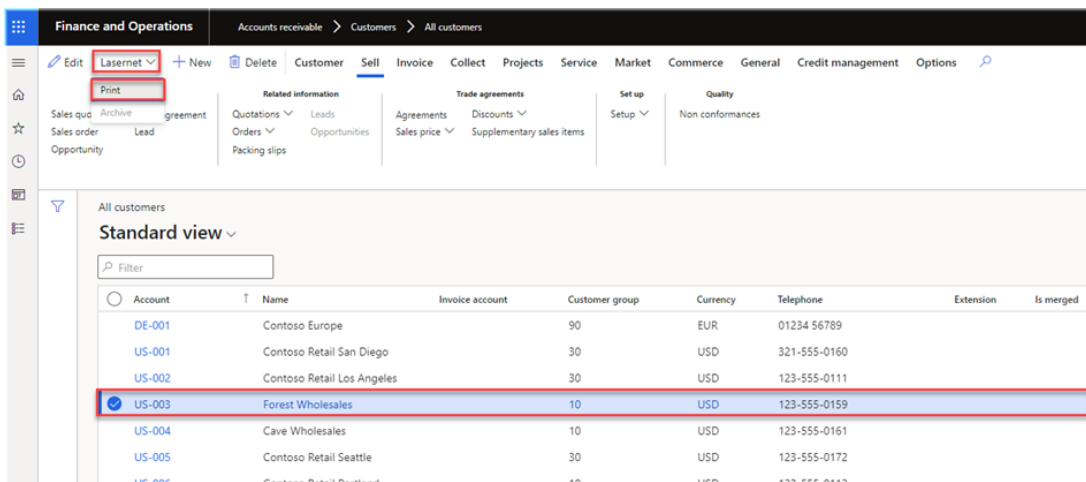 Finance and Operations Accounts receivable > Customers > All customers
Edit Lasernet New Delete Customer Sell Invoice Collect Projects Service Market Commerce General Credit management Options
Print Related information Trade agreements Set up Quality
Sales quo Archive greement Quotations Leads Agreements Discounts Setup Non conformances
Sales order Lead Orders Opportunities Sales price Supplementary sales items
Opportunity Packing slips
All customers
Standard view
Filter
Account ↑ Name Invoice account Customer group Currency Telephone Extension Is merged
DE-001 Contoso Europe 90 EUR 01234 56789
US-001 Contoso Retail San Diego 30 USD 321-555-0160
US-002 Contoso Retail Los Angeles 30 USD 123-555-0111
US-003 Forest Wholesales 10 USD 123-555-0159
US-004 Cave Wholesales 10 USD 123-555-0161
US-005 Contoso Retail Seattle 30 USD 123-555-0172